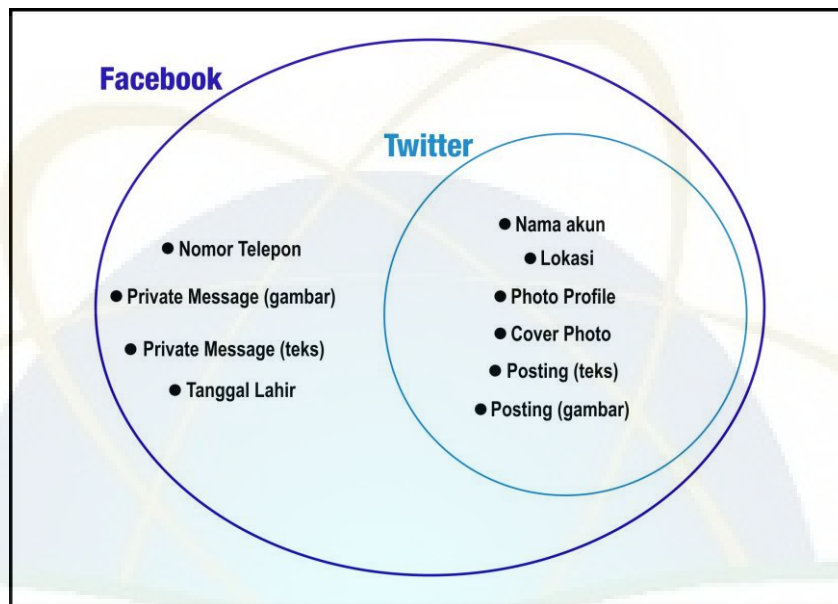 Facebook
Twitter
Nomor Telepon
Private Message (gambar)
Private Message (teks)
Tanggal Lahir
Nama akun
Lokasi
Photo Profile
Cover Photo
Posting (teks)
Posting (gambar)